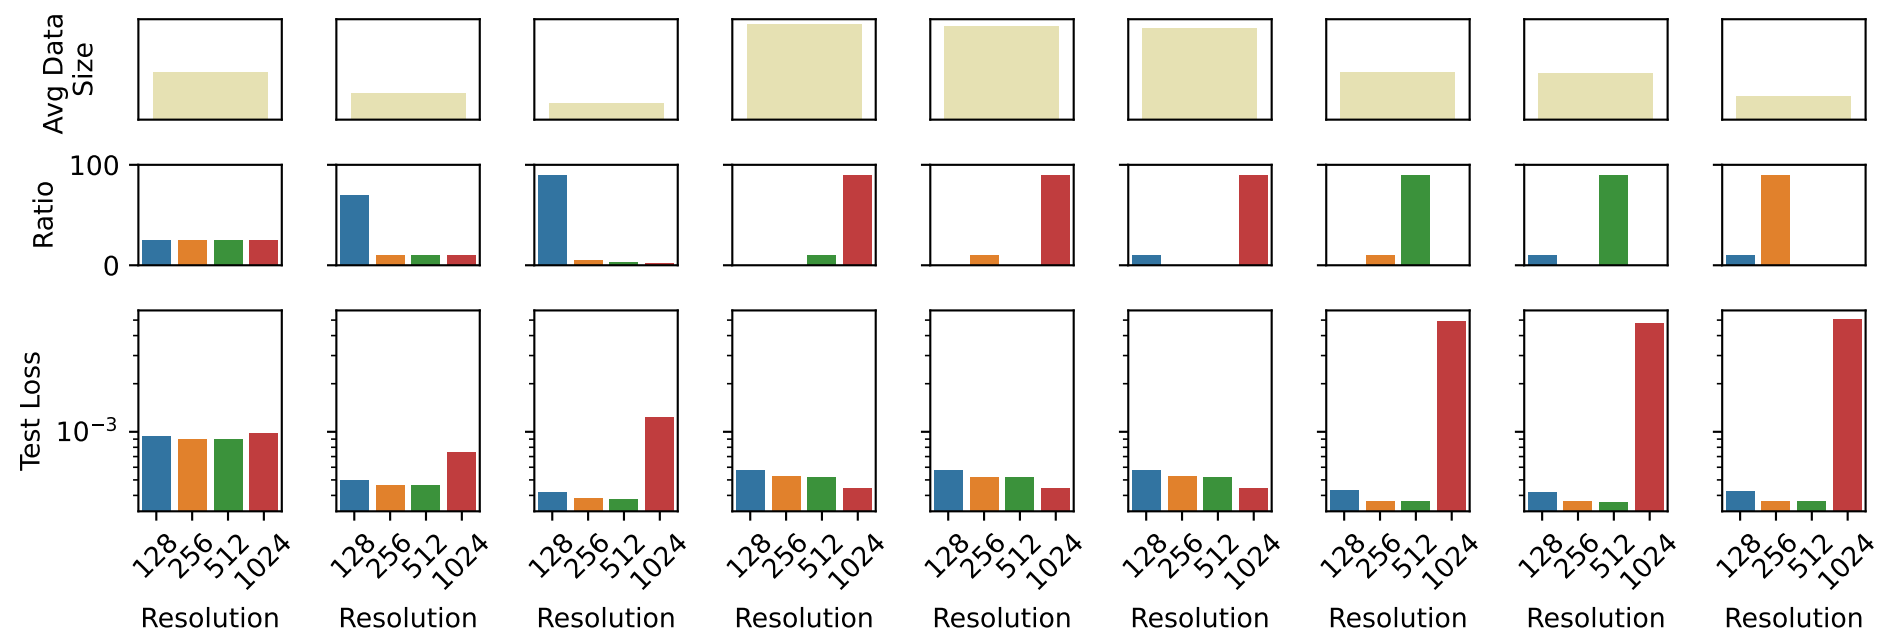 Avg Data
Size
Ratio
100
0
Test Loss
10⁻³
128 256 512 1024 128 256 512 1024 128 256 512 1024 128 256 512 1024 128 256 512 1024 128 256 512 1024 128 256 512 1024 128 256 512 1024 128 256 512 1024
Resolution Resolution Resolution Resolution Resolution Resolution Resolution Resolution Resolution